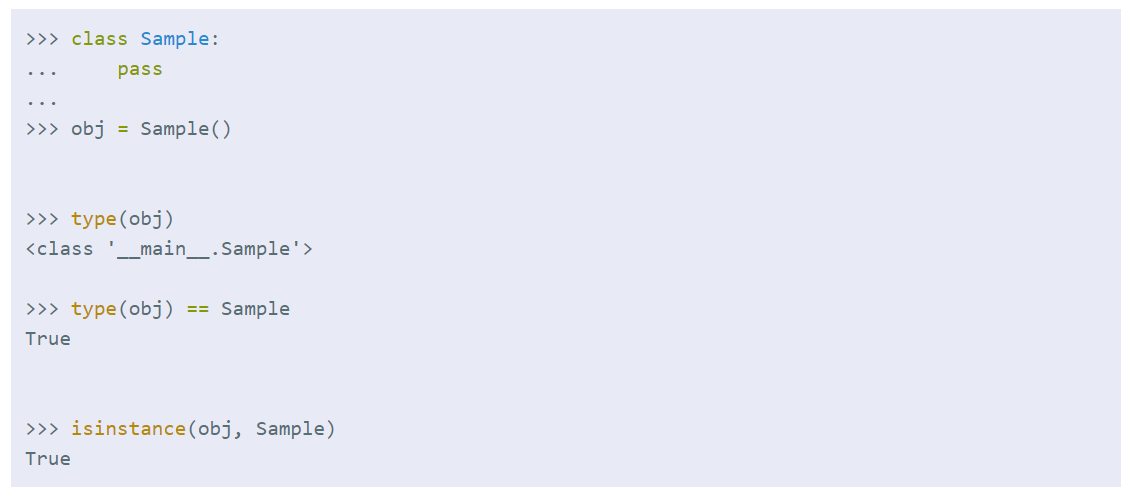 >>> class Sample:
...     pass
...
>>> obj = Sample()
>>> type(obj)
<class '__main__.Sample'>
>>> type(obj) == Sample
True
>>> isinstance(obj, Sample)
True